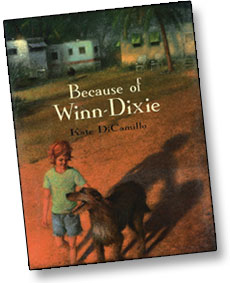 Because of
Winn-Dixie
Kate DiCamillo